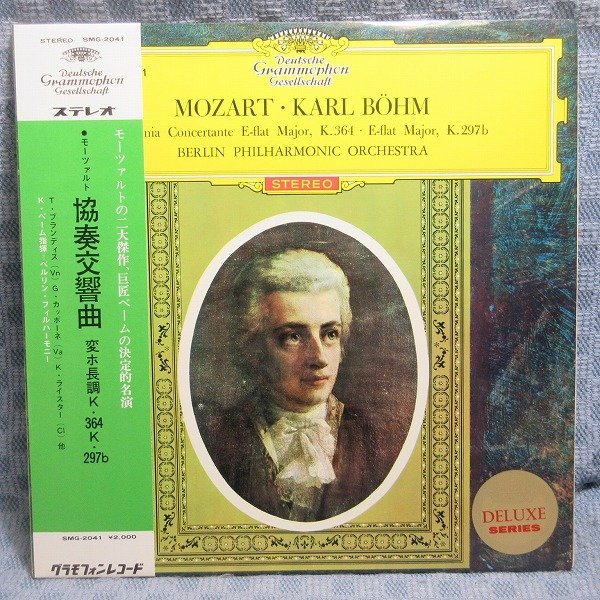 STEREO SMG-2041
Deutsche
Grammophon
Gesellschaft
ステレオ
モーツァルトの二大傑作、巨匠ベームの決定的名演
●モーツァルト
協奏交響曲 変ホ長調K・364 K・297b
T・ブランディス(Vn) G・カッポーネ(Va) K・ライスター(Cl)他
K・ベーム指揮 ベルリン・フィルハーモニー
SMG-2041 ¥2,000
グラモフォンレコード
Deutsche
Grammophon
Gesellschaft
1
MOZART · KARL BÖHM
nia Concertante E-flat Major, K.364 · E-flat Major, K.297b
BERLIN PHILHARMONIC ORCHESTRA
STEREO
DELUXE
SERIES